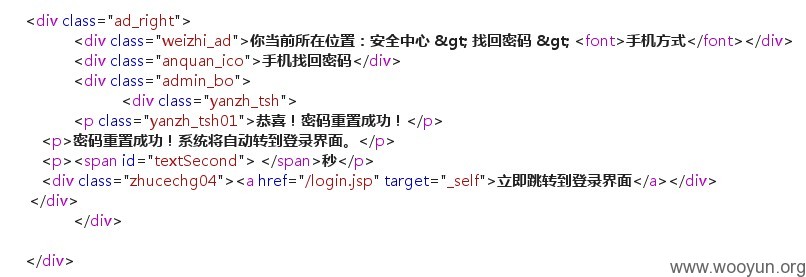 <div class="ad_right">
<div class="weizhi_ad">你当前所在位置：安全中心 &gt; 找回密码 &gt; <font>手机方式</font></div>
<div class="anquan_ico">手机找回密码</div>
<div class="admin_bo">
<div class="yanzh_tsh">
<p class="yanzh_tsh01">恭喜！密码重置成功！</p>
<p>密码重置成功！系统将自动转到登录界面。</p>
<p><span id="textSecond"> </span>秒</p>
<div class="zhucechg04"><a href="/login.jsp" target="_self">立即跳转到登录界面</a></div>
</div>
</div>
</div>
www.wooyun.org